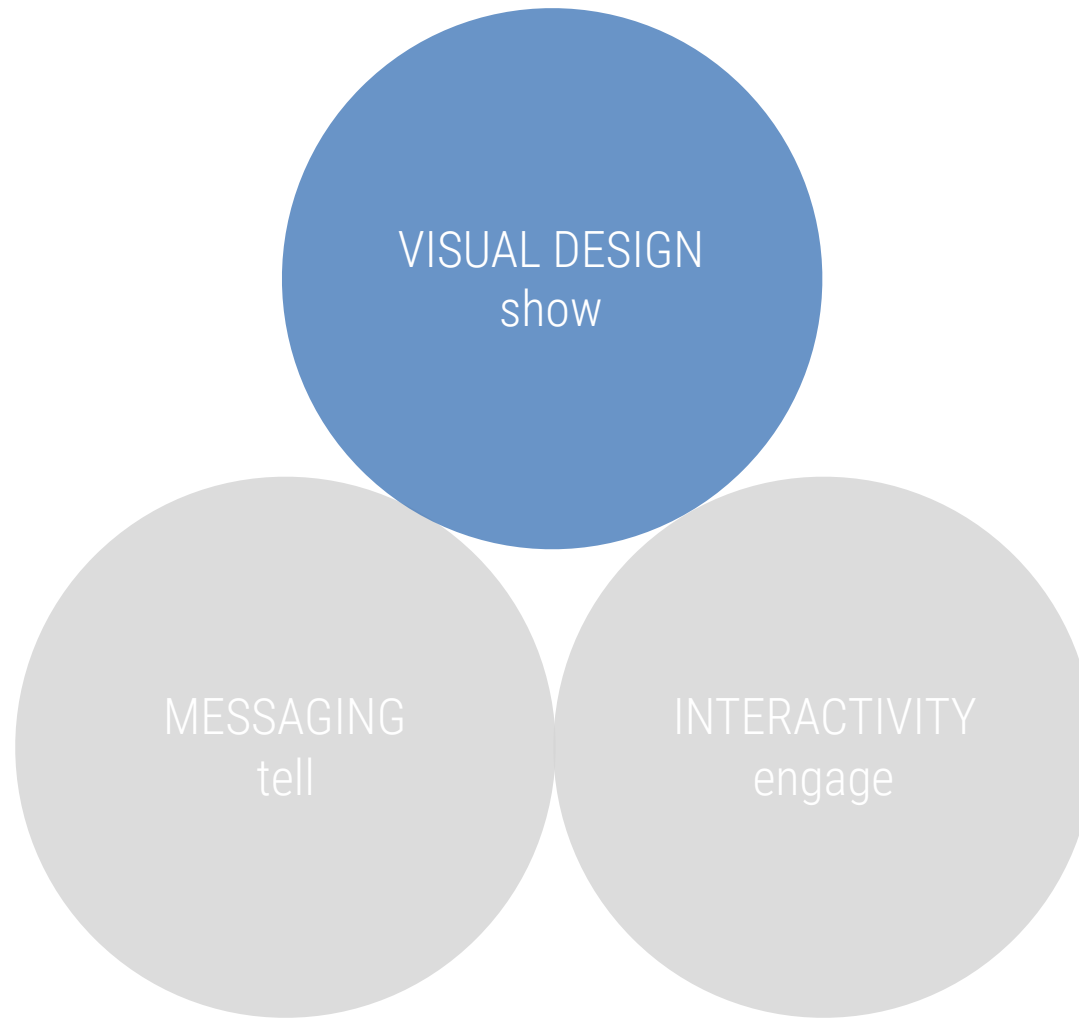 VISUAL DESIGN
show
MESSAGING
tell
INTERACTIVITY
engage